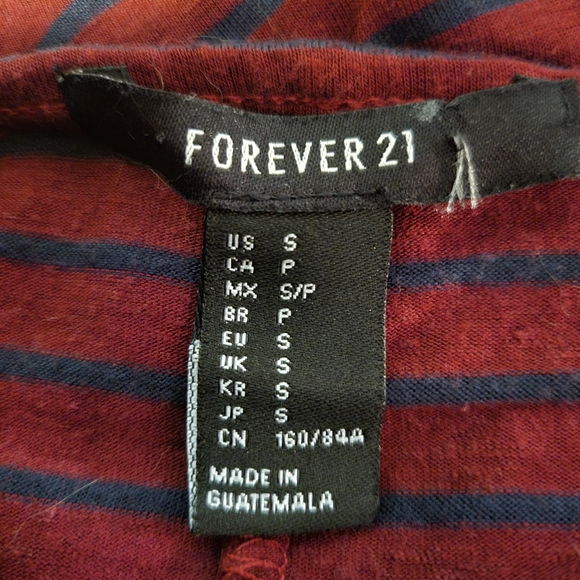 FOREVER 21
US S
CA P
MX S/P
BR P
EU S
UK S
KR S
JP S
CN 160/84A
MADE IN
GUATEMALA